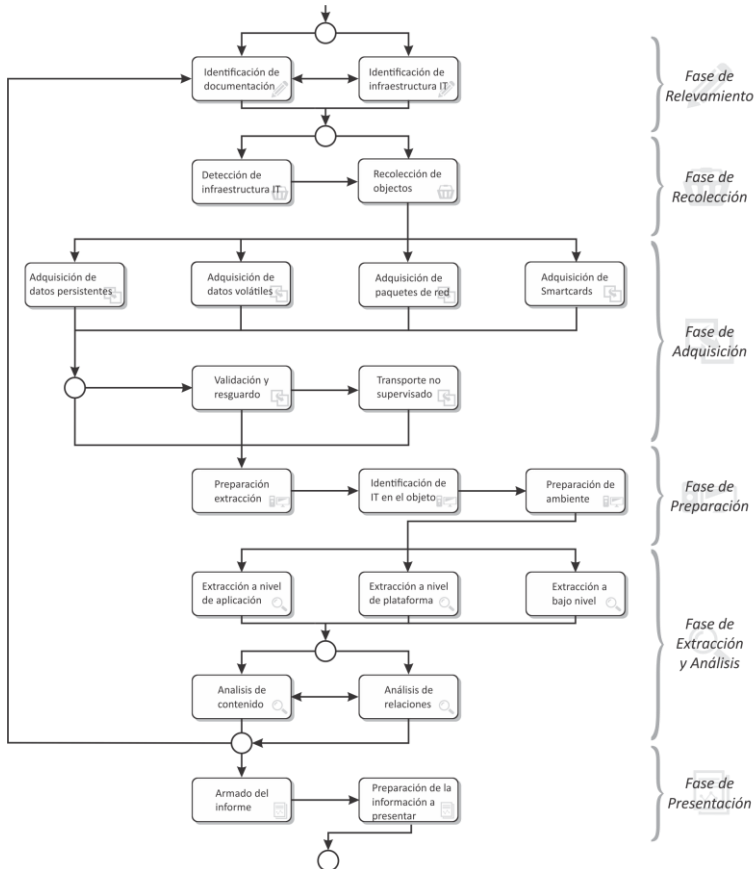 Identificación de
documentación
Identificación de
infraestructura IT
Fase de
Relevamiento
Detección de
infraestructura IT
Recolección de
objetos
Fase de
Recolección
Adquisición de
datos persistentes
Adquisición de
datos volátiles
Adquisición de
paquetes de red
Adquisición de
Smartcards
Fase de
Adquisición
Validación y
resguardo
Transporte no
supervisado
Preparación
extracción
Identificación de
IT en el objeto
Preparación de
ambiente
Fase de
Preparación
Extracción a nivel
de aplicación
Extracción a nivel
de plataforma
Extracción a
bajo nivel
Fase de
Extracción
y Análisis
Analisis de
contenido
Análisis de
relaciones
Armado del
informe
Preparación de la
información a
presentar
Fase de
Presentación